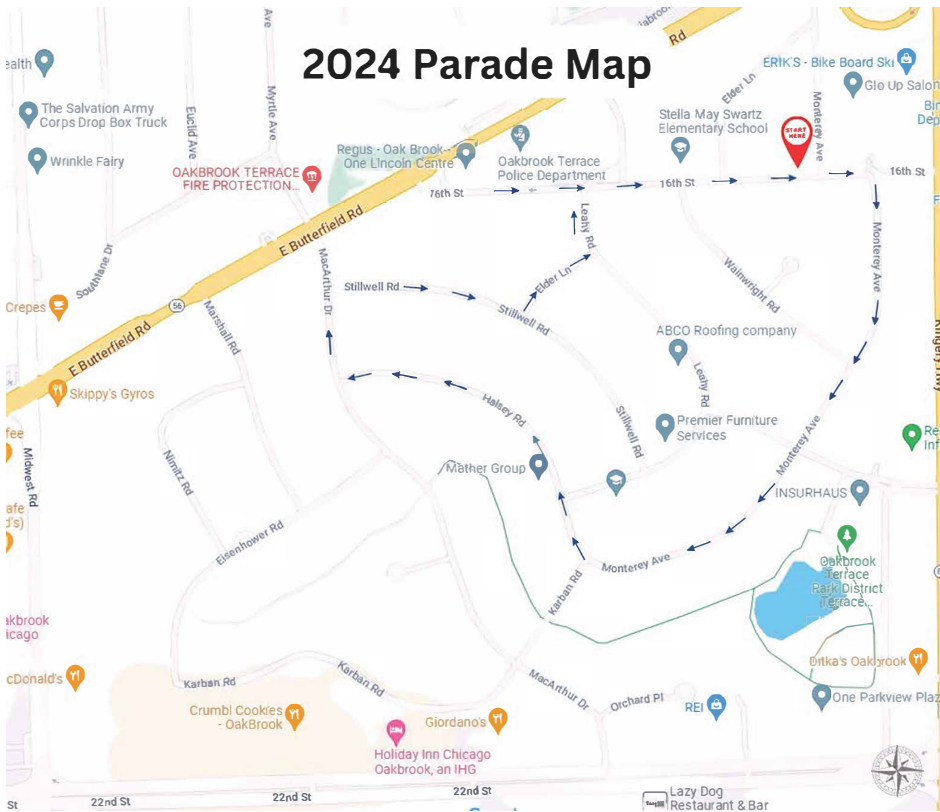 2024 Parade Map
Ave
Rd
ealth
The Salvation Army
Corps Drop Box Truck
Wrinkle Fairy
Euclid Ave
Myrtle Ave
OAKBROOK TERRACE
FIRE PROTECTION...
Regus - Oak Brook-
One Lincoln Centre
Oakbrook Terrace
Police Department
Stella May Swartz
Elementary School
Elder Ln
START
HERE
Monterey Ave
ERIK'S - Bike Board Ski
Glo Up Salon
16th St
16th St
16th St
E Butterfield Rd
Southlane Dr
MacArthur Dr
Leahy Rd
Monterey Ave
Crepes
56
Stillwell Rd
Elder Ln
Stillwell Rd
Wainwright Rd
Marshall Rd
E Butterfield Rd
ABCO Roofing company
Leahy Rd
Skippy's Gyros
Halsey Rd
Stillwell Rd
Premier Furniture
Services
Monterey Ave
Midwest Rd
Nimitz Rd
Mather Group
INSURHAUS
Eisenhower Rd
Monterey Ave
Karban Rd
Oakbrook
Terrace
Park District
Terrace...
akbrook
icago
cDonald's
Karban Rd
Karban Rd
MacArthur Dr
Orchard Pl
REI
Ditka's Oakbrook
One Parkview Plaz
Crumbl Cookies
- OakBrook
Giordano's
Holiday Inn Chicago
Oakbrook, an IHG
St
22nd St
22nd St
22nd St
Lazy Dog
Restaurant & Bar